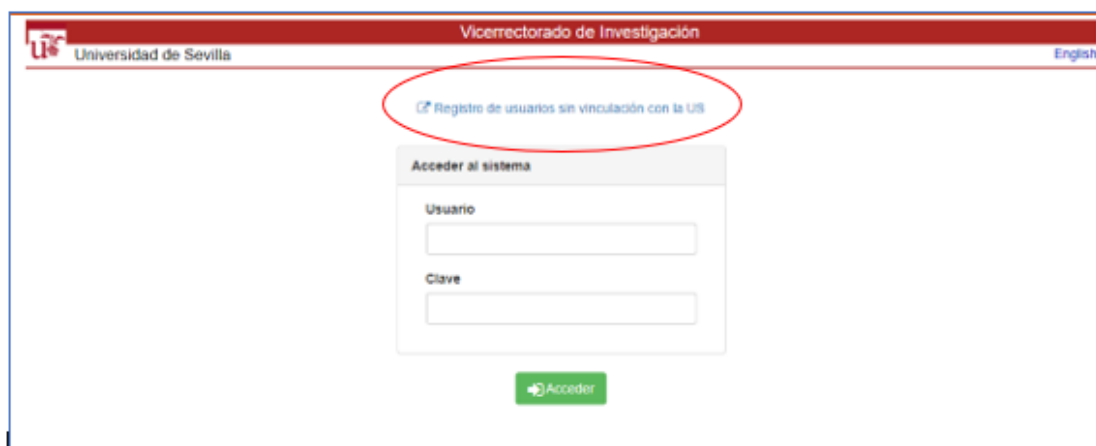 Vicerrectorado de Investigación
Universidad de Sevilla
English
Registro de usuarios sin vinculación con la US
Acceder al sistema
Usuario
Clave
Acceder